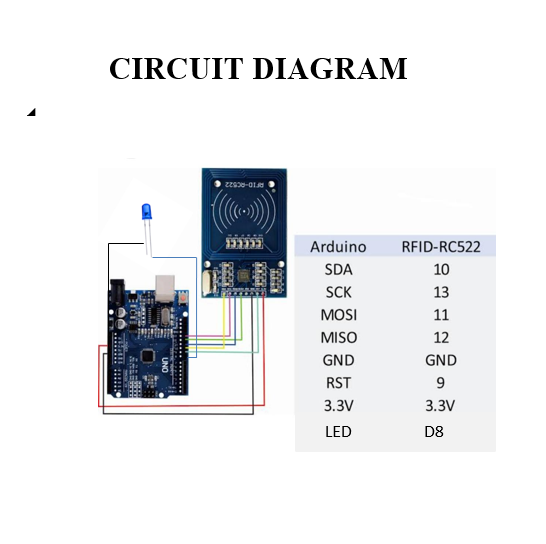 CIRCUIT DIAGRAM
RFID-RC522
UNO
Arduino RFID-RC522
SDA 10
SCK 13
MOSI 11
MISO 12
GND GND
RST 9
3.3V 3.3V
LED D8